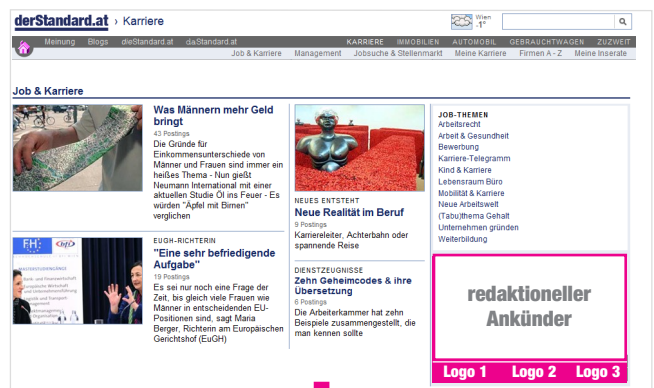 derStandard.at › Karriere
Wien
-1°
Meinung Blogs dieStandard.at daStandard.at
KARRIERE IMMOBILIEN AUTOMOBIL GEBRAUCHTWAGEN ZUZWEIT
Job & Karriere Management Jobsuche & Stellenmarkt Meine Karriere Firmen A - Z Meine Inserate
Job & Karriere
Was Männern mehr Geld
bringt
43 Postings
Die Gründe für
Einkommensunterschiede von
Männer und Frauen sind immer ein
heißes Thema - Nun gießt
Neumann International mit einer
aktuellen Studie Öl ins Feuer - Es
würden "Äpfel mit Birnen"
verglichen
FH
bfi
MASTERSTUDIENGÄNGE
EUGH-RICHTERIN
"Eine sehr befriedigende
Aufgabe"
19 Postings
Es sei nur noch eine Frage der
Zeit, bis gleich viele Frauen wie
Männer in entscheidenden EU-
Positionen sind, sagt Maria
Berger, Richterin am Europäischen
Gerichtshof (EuGH)
NEUES ENTSTEHT
Neue Realität im Beruf
9 Postings
Karriereleiter, Achterbahn oder
spannende Reise
DIENSTZEUGNISSE
Zehn Geheimcodes & ihre
Übersetzung
6 Postings
Die Arbeiterkammer hat zehn
Beispiele zusammengestellt, die
man kennen sollte
JOB-THEMEN
Arbeitsrecht
Arbeit & Gesundheit
Bewerbung
Karriere-Telegramm
Kind & Karriere
Lebensraum Büro
Mobilität & Karriere
Neue Arbeitswelt
(Tabu)thema Gehalt
Unternehmen gründen
Weiterbildung
redaktioneller
Ankünder
Logo 1 Logo 2 Logo 3